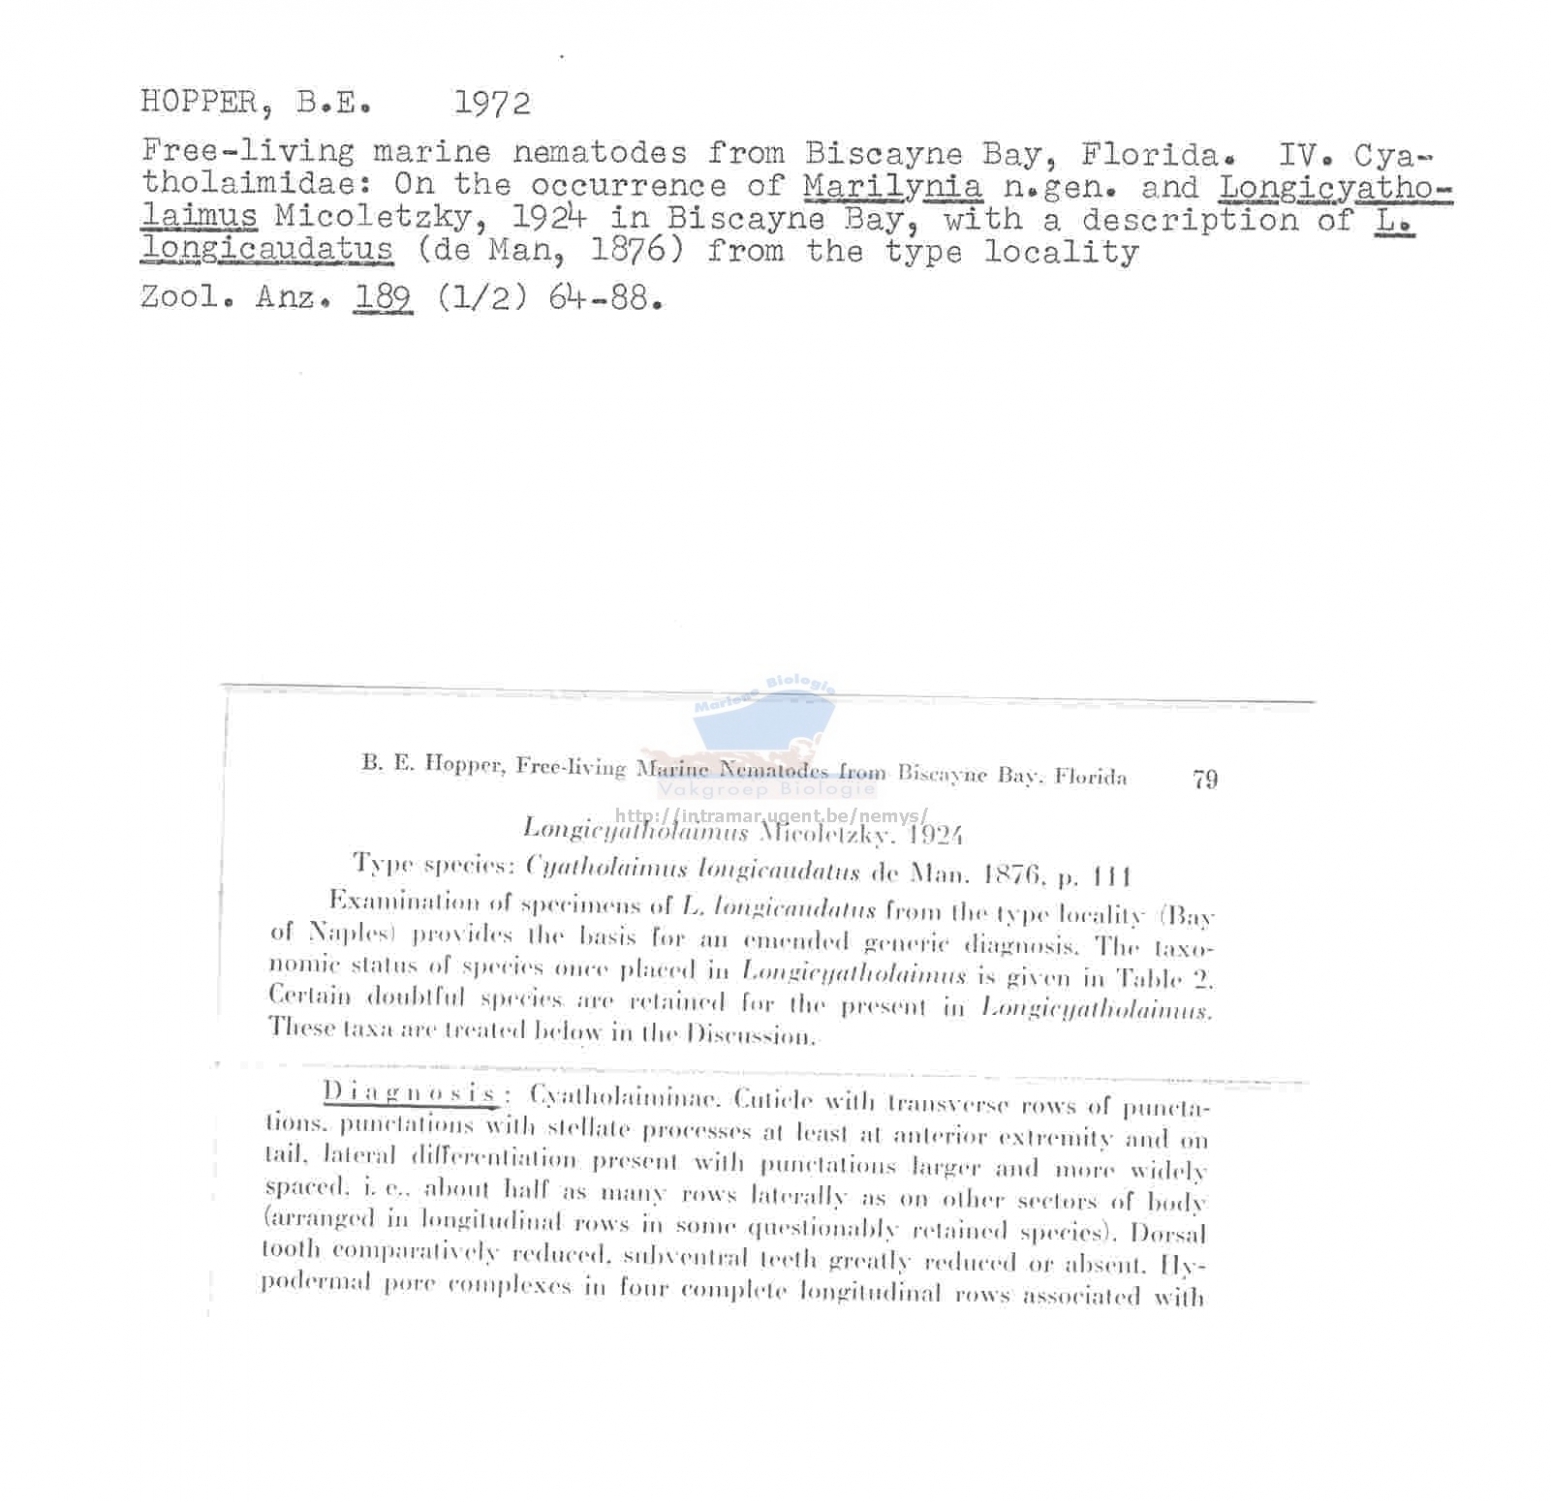 HOPPER, B.E. 1972
Free-living marine nematodes from Biscayne Bay, Florida. IV. Cya-
tholaimidae: On the occurrence of Marilynia n.gen. and Longicyatho-
laimus Micoletzky, 1924 in Biscayne Bay, with a description of L.
longicaudatus (de Man, 1876) from the type locality
Zool. Anz. 189 (1/2) 64-88.
Mariene Biologie
B. E. Hopper, Free-living Marine Nematodes from Biscayne Bay, Florida 79
Vakgroep Biologie
http://intramar.ugent.be/nemys/
Longicyatholaimus Micoletzky, 1924
Type species: Cyatholaimus longicaudatus de Man, 1876, p. 111
Examination of specimens of L. longicaudatus from the type locality (Bay
of Naples) provides the basis for an emended generic diagnosis. The taxo-
nomic status of species once placed in Longicyatholaimus is given in Table 2.
Certain doubtful species are retained for the present in Longicyatholaimus.
These taxa are treated below in the Discussion.
Diagnosis: Cyatholaiminae. Cuticle with transverse rows of puncta-
tions, punctations with stellate processes at least at anterior extremity and on
tail, lateral differentiation present with punctations larger and more widely
spaced, i. e., about half as many rows laterally as on other sectors of body
(arranged in longitudinal rows in some questionably retained species). Dorsal
tooth comparatively reduced, subventral teeth greatly reduced or absent. Hy-
podermal pore complexes in four complete longitudinal rows associated with